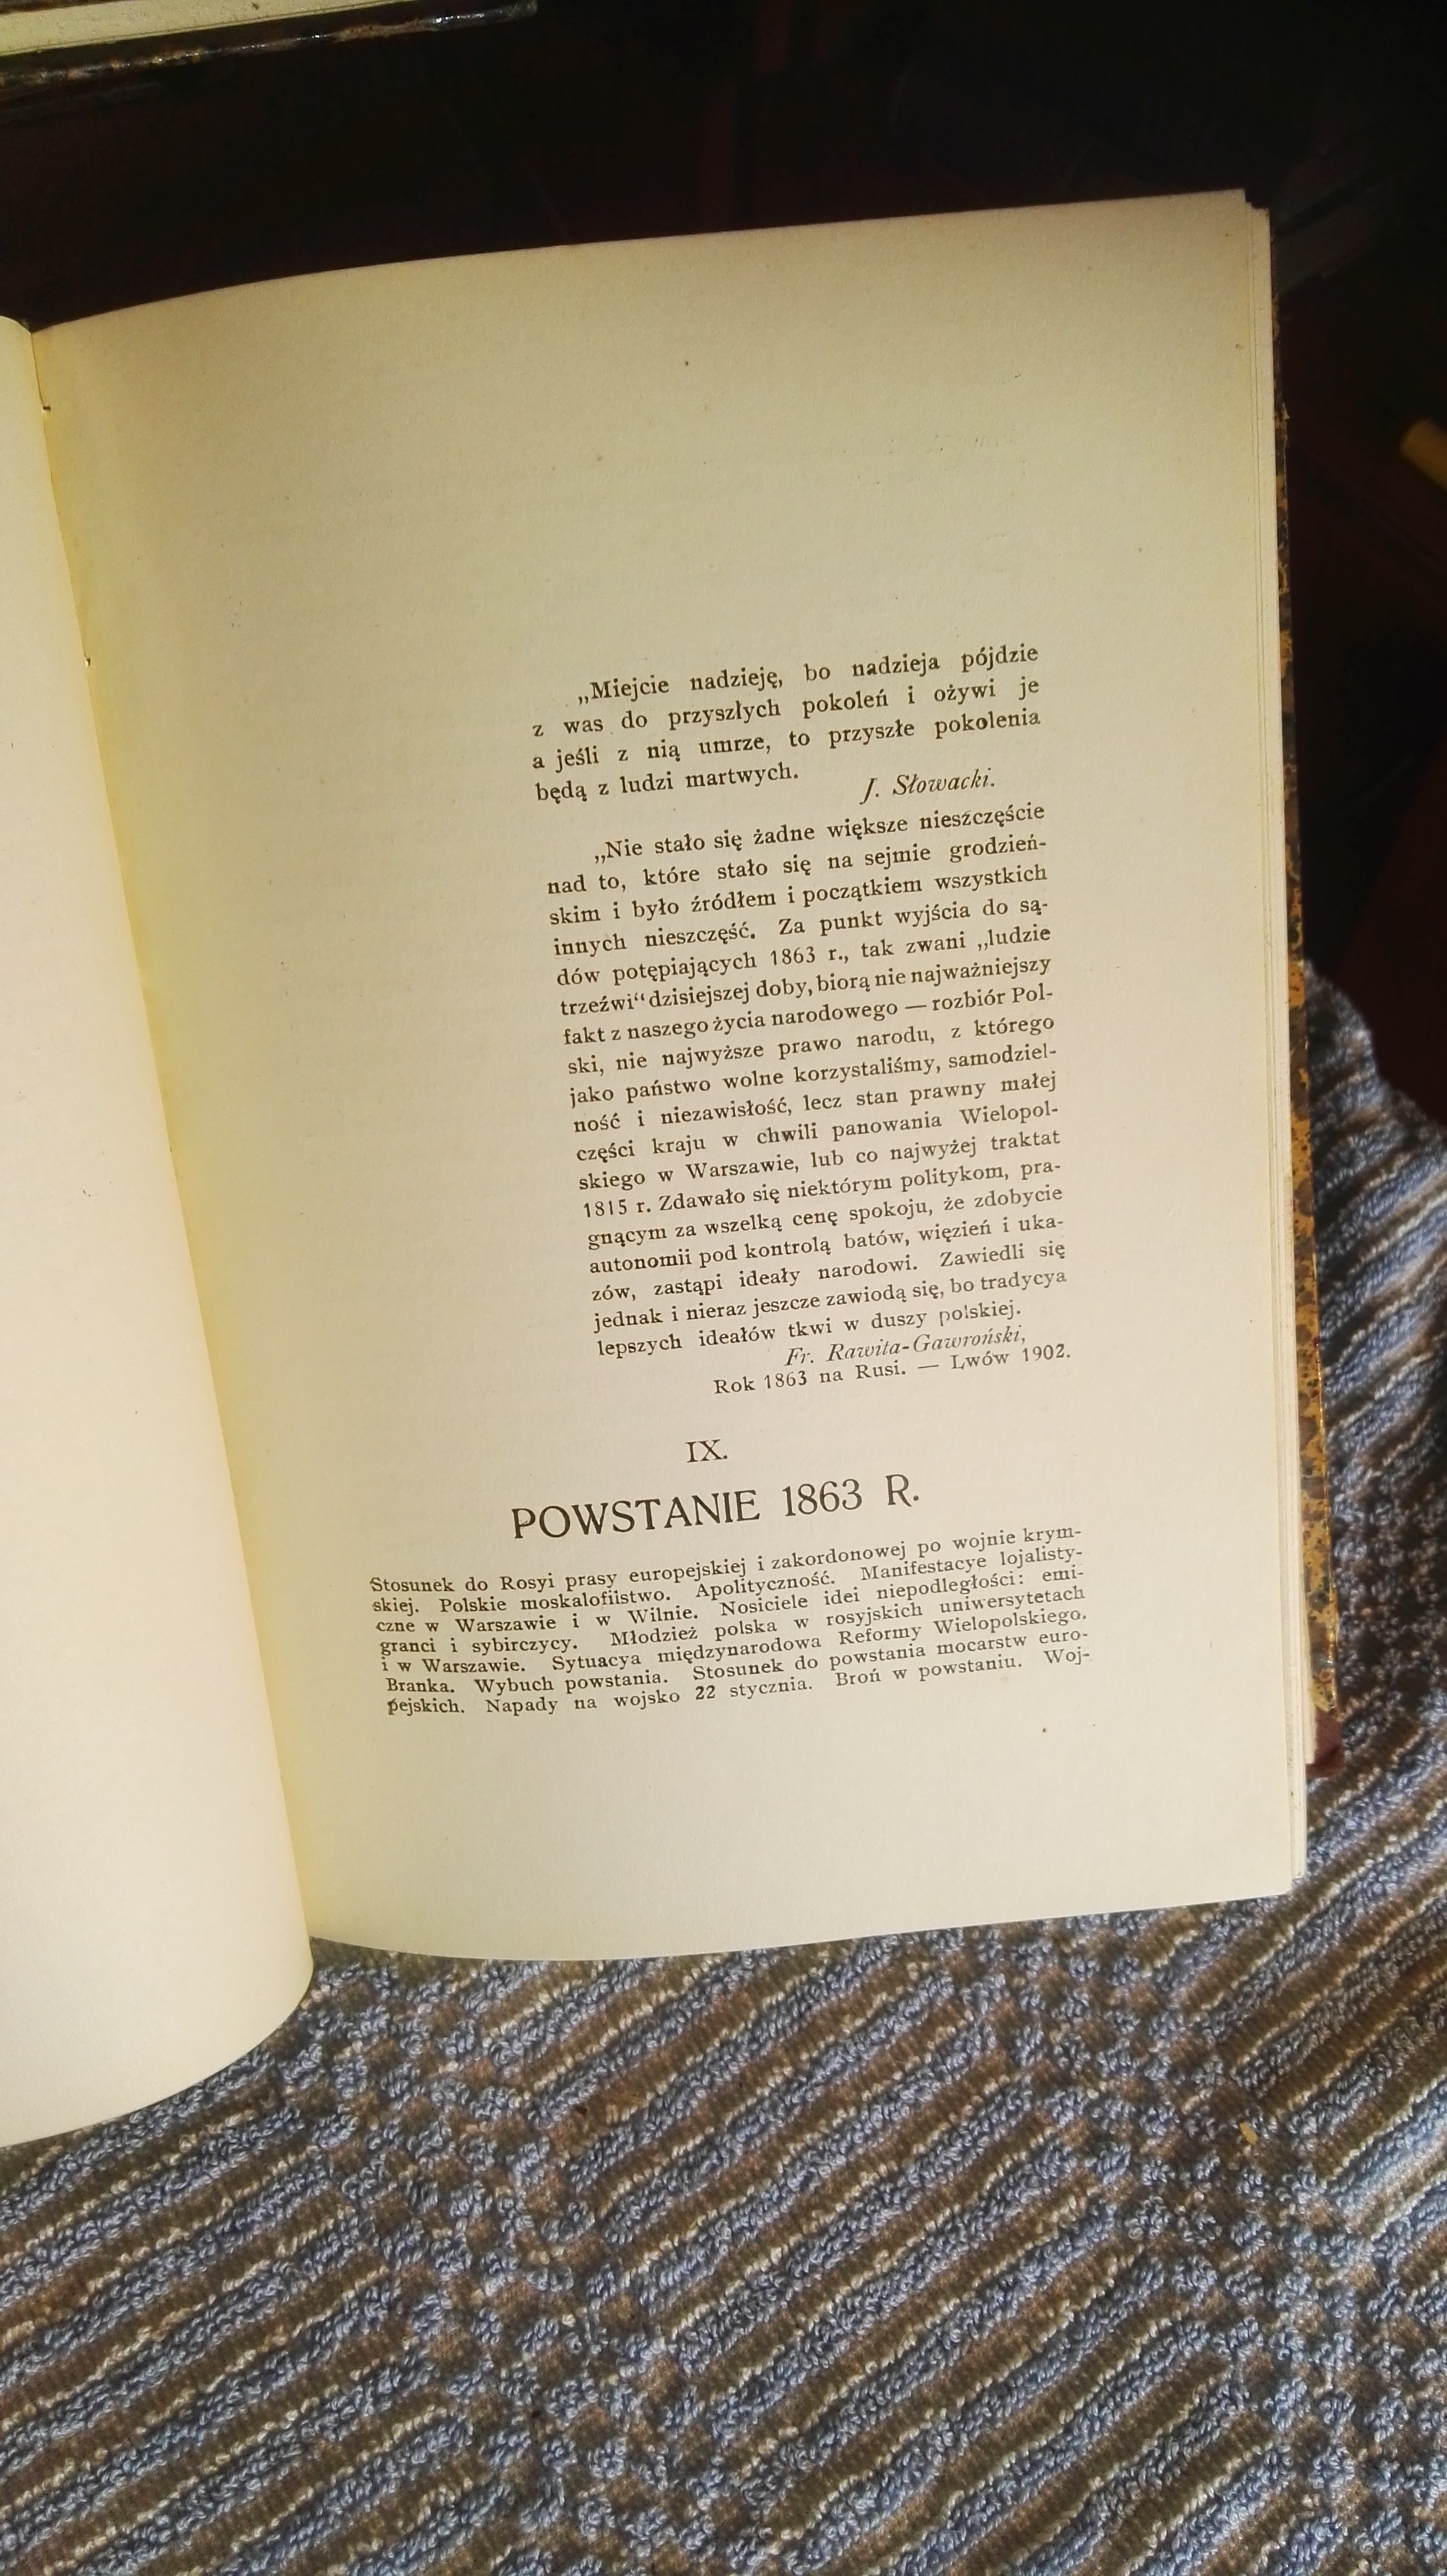 „Miejcie nadzieję, bo nadzieja pójdzie
z was do przyszłych pokoleń i ożywi je
a jeśli z nią umrze, to przyszłe pokolenia
będą z ludzi martwych.
J. Słowacki.
„Nie stało się żadne większe nieszczęście
nad to, które stało się na sejmie grodzień-
skim i było źródłem i początkiem wszystkich
innych nieszczęść. Za punkt wyjścia do są-
dów potępiających 1863 r., tak zwani „ludzie
trzeźwi“ dzisiejszej doby, biorą nie najważniejszy
fakt z naszego życia narodowego — rozbiór Pol-
ski, nie najwyższe prawo narodu, z którego
jako państwo wolne korzystaliśmy, samodziel-
ność i niezawisłość, lecz stan prawny małej
części kraju w chwili panowania Wielopol-
skiego w Warszawie, lub co najwyżej traktat
1815 r. Zdawało się niektórym politykom, pra-
gnącym za wszelką cenę spokoju, że zdobycie
autonomii pod kontrolą batów, więzień i uka-
zów, zastąpi ideały narodowi. Zawiedli się
jednak i nieraz jeszcze zawiodą się, bo tradycya
lepszych ideałów tkwi w duszy polskiej.
Fr. Rawita-Gawroński,
Rok 1863 na Rusi. — Lwów 1902.
IX.
POWSTANIE 1863 R.
Stosunek do Rosyi prasy europejskiej i zakordonowej po wojnie krym-
skiej. Polskie moskalofiistwo. Apolityczność. Manifestacye lojalisty-
czne w Warszawie i w Wilnie. Nosiciele idei niepodległości: emi-
granci i sybirczycy. Młodzież polska w rosyjskich uniwersytetach
i w Warszawie. Sytuacya międzynarodowa Reformy Wielopolskiego.
Branka. Wybuch powstania. Stosunek do powstania mocarstw euro-
pejskich. Napady na wojsko 22 stycznia. Broń w powstaniu. Woj-